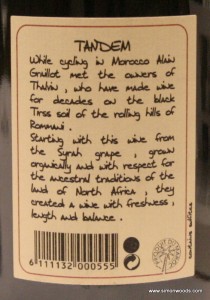 TANDEM
While cycling in Morocco Alain
Graillot met the owners of
Thalvin , who have made wine
for decades on the black
Tirss soil of the rolling hills of
Rommani .
Starting with this wine from
the Syrah grape , grown
organically and with respect for
the ancestral traditions of the
land of North Africa , they
created a wine with freshness ,
length and balance .
6 111132 000555
contains sulfites
www.simonwoods.com